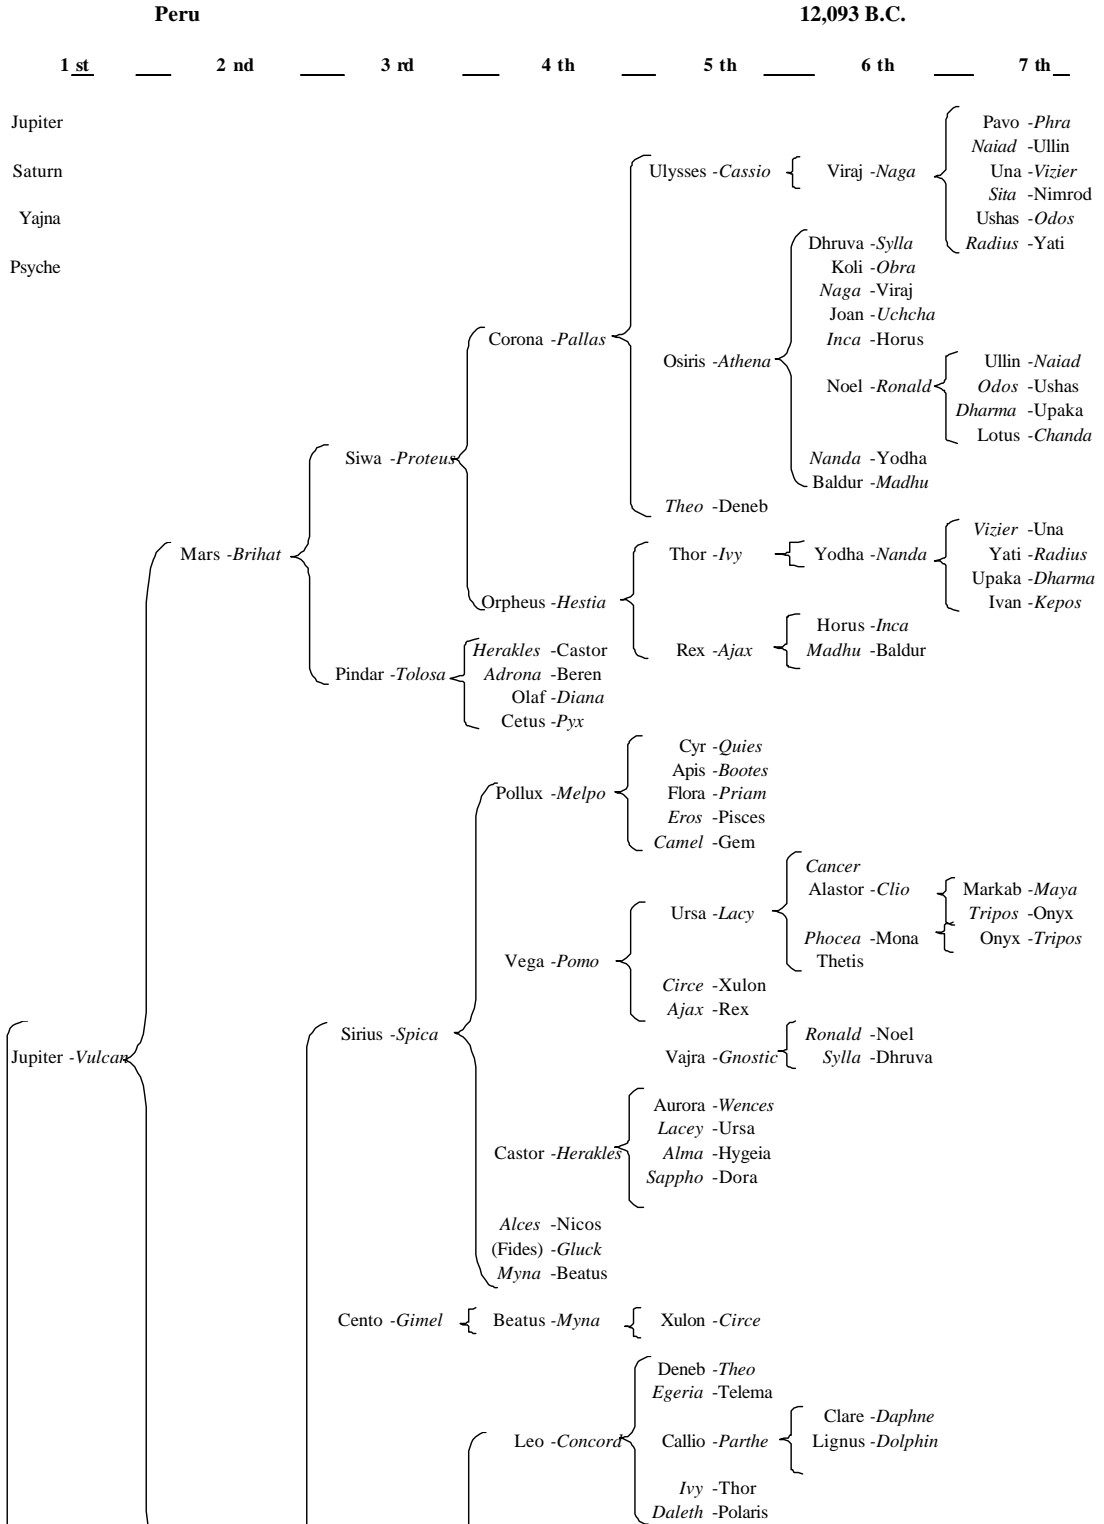 Peru 12,093 B.C.
1 st 2 nd 3 rd 4 th 5 th 6 th 7 th
Jupiter
Saturn
Yajna
Psyche
Pavo -Phra
Naiad -Ullin
Ulysses -Cassio Viraj -Naga Una -Vizier
Sita -Nimrod
Ushas -Odos
Radius -Yati
Dhruva -Sylla
Koli -Obra
Naga -Viraj
Joan -Uchcha
Corona -Pallas Inca -Horus
Osiris -Athena Ullin -Naiad
Noel -Ronald Odos -Ushas
Dharma -Upaka
Lotus -Chanda
Siwa -Proteus Nanda -Yodha
Baldur -Madhu
Theo -Deneb
Vizier -Una
Mars -Brihat Thor -Ivy Yodha -Nanda Yati -Radius
Upaka -Dharma
Orpheus -Hestia Ivan -Kepos
Horus -Inca
Herakles -Castor Rex -Ajax Madhu -Baldur
Pindar -Tolosa Adrona -Beren
Olaf -Diana
Cetus -Pyx
Cyr -Quies
Apis -Bootes
Pollux -Melpo Flora -Priam
Eros -Pisces
Camel -Gem
Cancer
Alastor -Clio Markab -Maya
Ursa -Lacy Tripos -Onyx
Phocea -Mona Onyx -Tripos
Vega -Pomo Thetis
Circe -Xulon
Ajax -Rex
Sirius -Spica Ronald -Noel
Jupiter -Vulcan Vajra -Gnostic Sylla -Dhruva
Aurora -Wences
Lacey -Ursa
Castor -Herakles Alma -Hygeia
Sappho -Dora
Alces -Nicos
(Fides) -Gluck
Myna -Beatus
Cento -Gimel Beatus -Myna Xulon -Circe
Deneb -Theo
Egeria -Telema
Clare -Daphne
Leo -Concord Callio -Parthe Lignus -Dolphin
Ivy -Thor
Daleth -Polaris